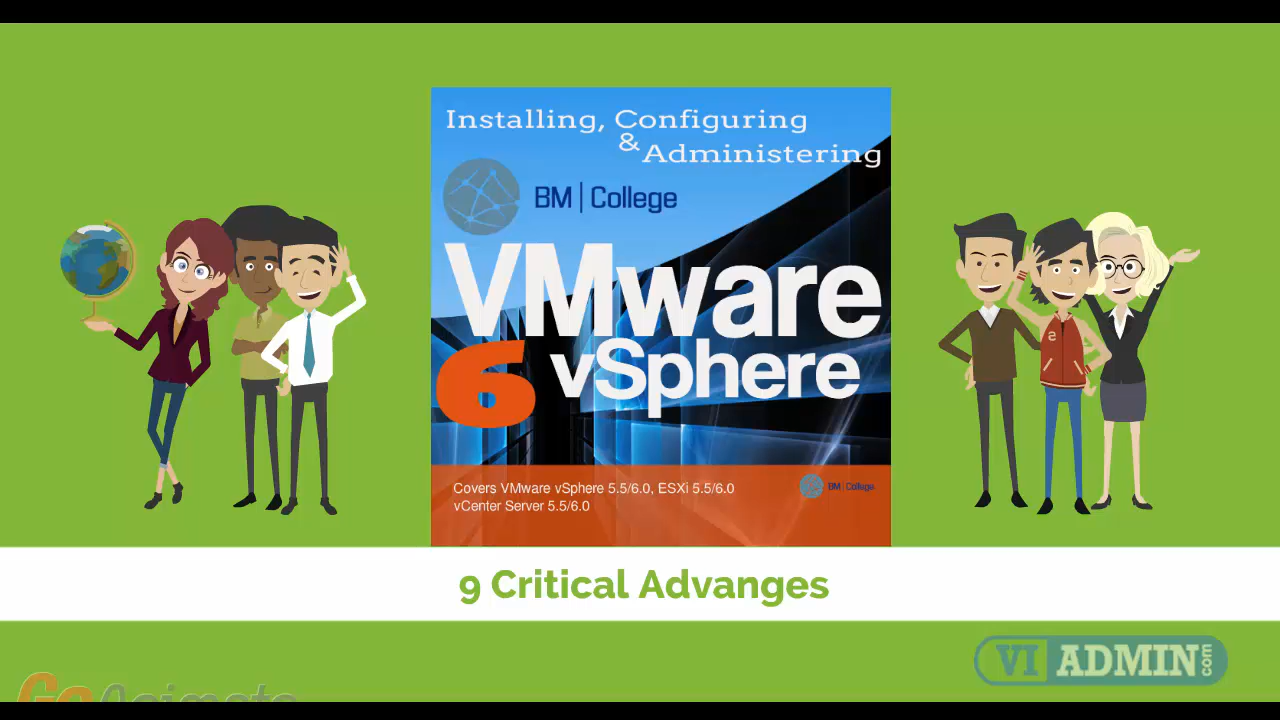 Installing, Configuring
&
Administering
BM | College
VMware
6 vSphere
Covers VMware vSphere 5.5/6.0, ESXi 5.5/6.0
vCenter Server 5.5/6.0
BM | College
9 Critical Advanges
VI ADMIN.com
GoAnimate